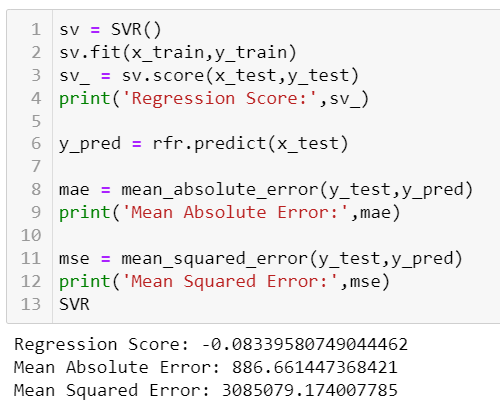 1 sv = SVR()
2 sv.fit(x_train,y_train)
3 sv_ = sv.score(x_test,y_test)
4 print('Regression Score:',sv_)
5
6 y_pred = rfr.predict(x_test)
7
8 mae = mean_absolute_error(y_test,y_pred)
9 print('Mean Absolute Error:',mae)
10
11 mse = mean_squared_error(y_test,y_pred)
12 print('Mean Squared Error:',mse)
13 SVR
Regression Score: -0.08339580749044462
Mean Absolute Error: 886.661447368421
Mean Squared Error: 3085079.174007785